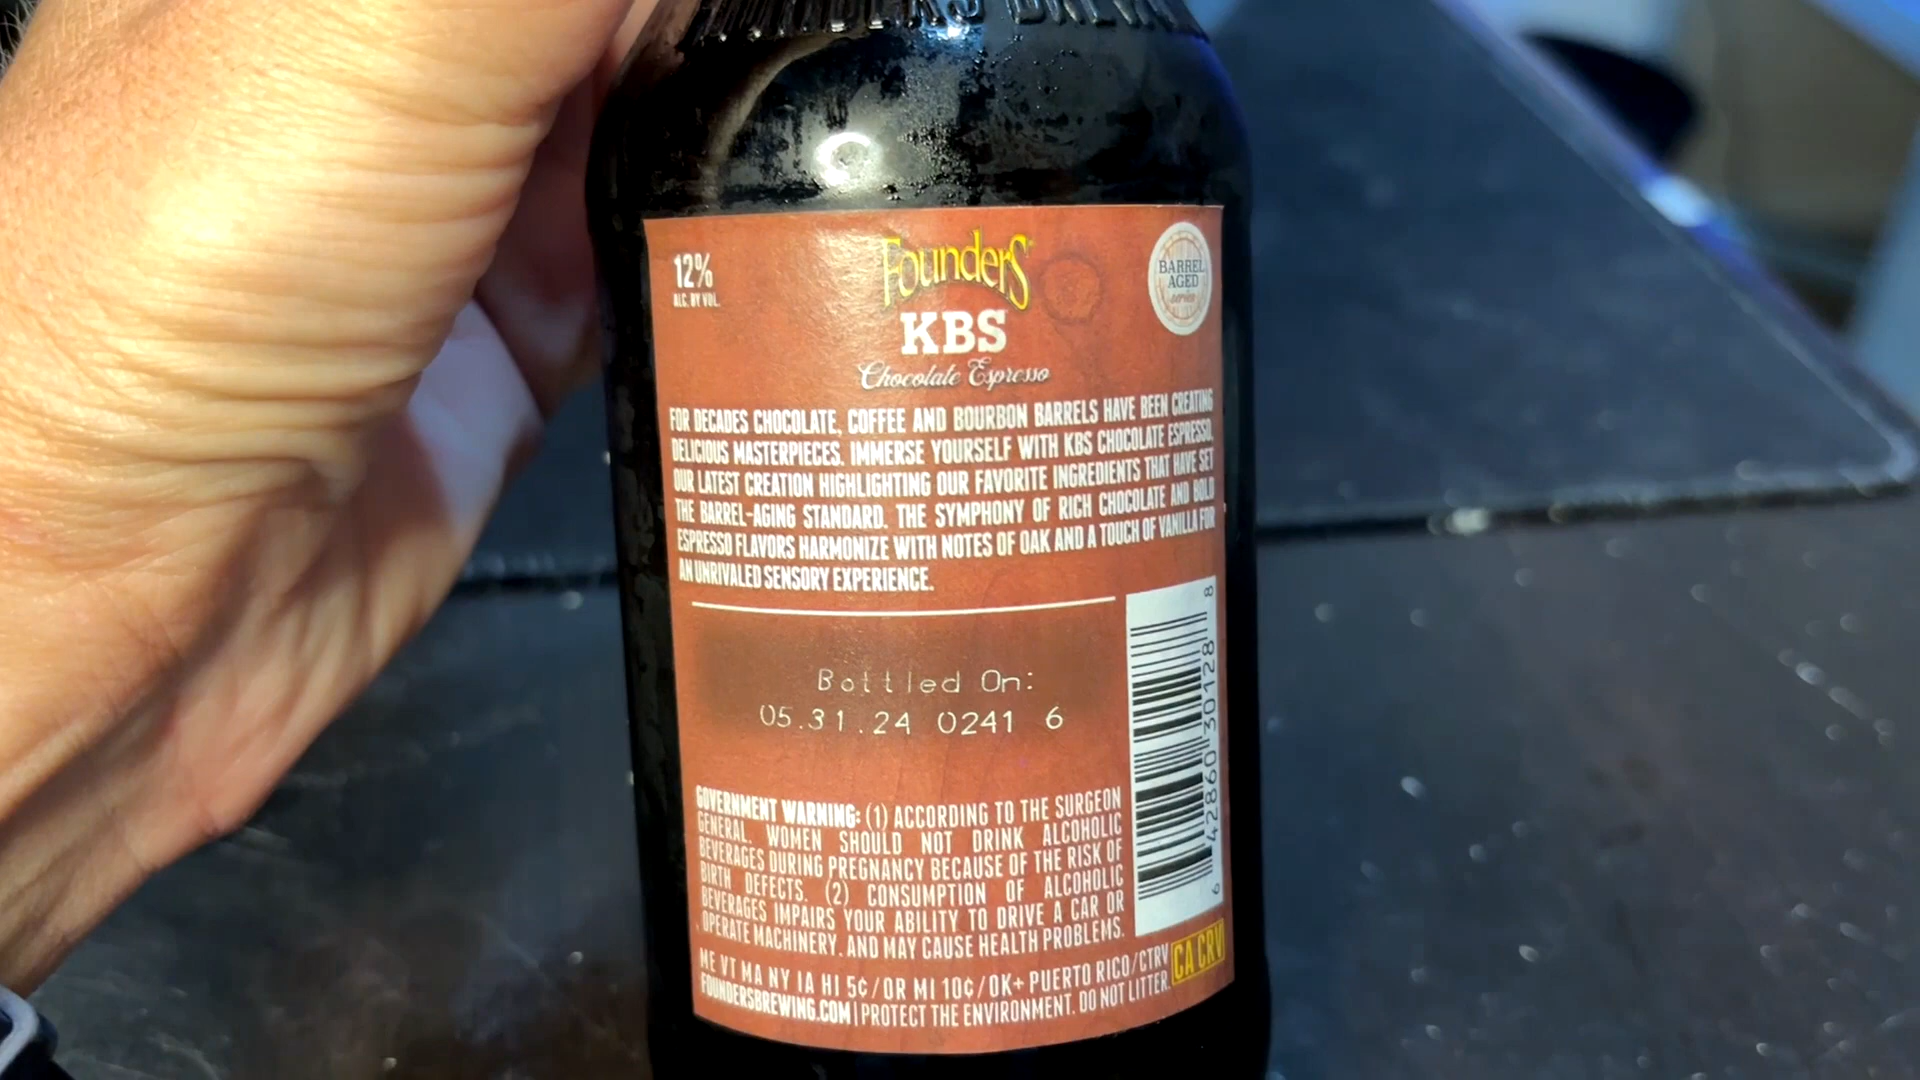 12%
ALC. BY VOL.
Founders
BARREL
AGED
series
KBS
Chocolate Espresso
FOR DECADES CHOCOLATE, COFFEE AND BOURBON BARRELS HAVE BEEN CREATING
DELICIOUS MASTERPIECES. IMMERSE YOURSELF WITH KBS CHOCOLATE ESPRESSO,
OUR LATEST CREATION HIGHLIGHTING OUR FAVORITE INGREDIENTS THAT HAVE SET
THE BARREL-AGING STANDARD. THE SYMPHONY OF RICH CHOCOLATE AND BOLD
ESPRESSO FLAVORS HARMONIZE WITH NOTES OF OAK AND A TOUCH OF VANILLA FOR
AN UNRIVALED SENSORY EXPERIENCE.
Bottled On:
05.31.24 0241 6
6 42860 30128 8
GOVERNMENT WARNING: (1) ACCORDING TO THE SURGEON
GENERAL, WOMEN SHOULD NOT DRINK ALCOHOLIC
BEVERAGES DURING PREGNANCY BECAUSE OF THE RISK OF
BIRTH DEFECTS. (2) CONSUMPTION OF ALCOHOLIC
BEVERAGES IMPAIRS YOUR ABILITY TO DRIVE A CAR OR
OPERATE MACHINERY, AND MAY CAUSE HEALTH PROBLEMS.
ME VT MA NY IA HI 5¢/OR MI 10¢/OK+ PUERTO RICO/CTRV CA CRV
FOUNDERSBREWING.COM | PROTECT THE ENVIRONMENT. DO NOT LITTER.